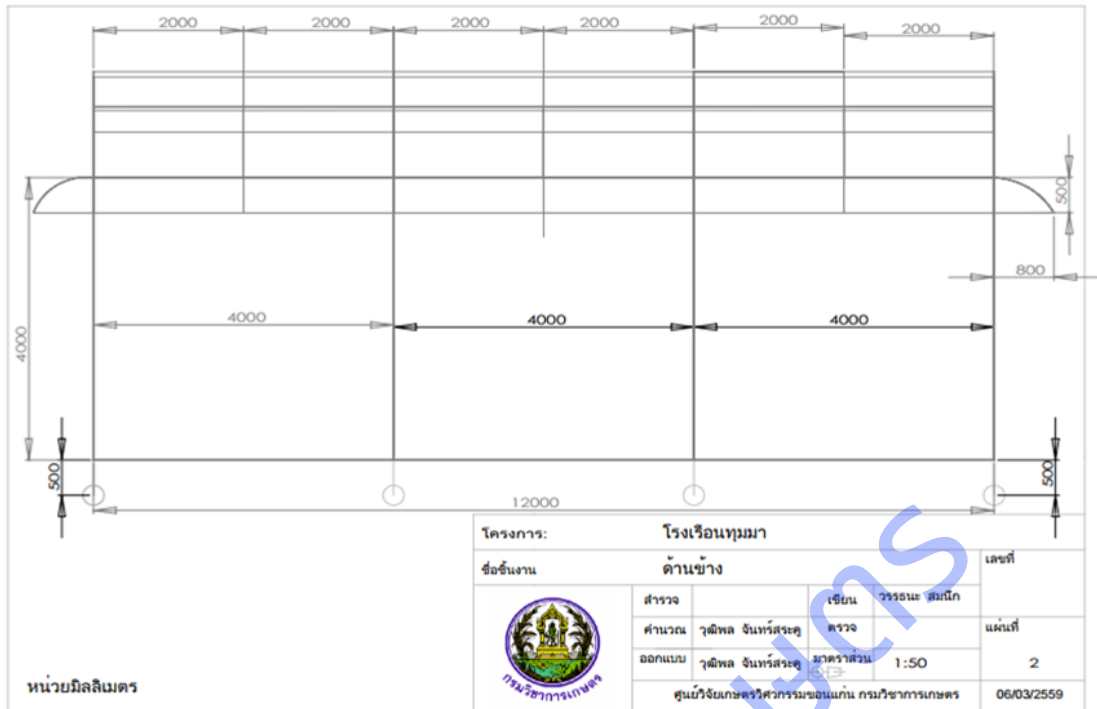 2000 2000 2000 2000 2000 2000
500
800
4000 4000 4000
4000
500 500
12000
โครงการ: โรงเรือนทุมมา
ชื่อชิ้นงาน ด้านข้าง เลขที่
สำรวจ เขียน วรรธนะ สมนึก
คำนวณ วุฒิพล จันทร์สระคู ตรวจ แผ่นที่
ออกแบบ วุฒิพล จันทร์สระคู มาตราส่วน 1:50 2
ศูนย์วิจัยเกษตรวิศวกรรมขอนแก่น กรมวิชาการเกษตร 06/03/2559
กรมวิชาการเกษตร
หน่วยมิลลิเมตร